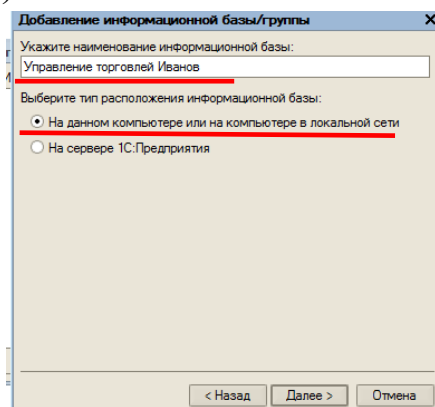 Добавление информационной базы/группы
Укажите наименование информационной базы:
Управление торговлей Иванов
Выберите тип расположения информационной базы:
На данном компьютере или на компьютере в локальной сети
На сервере 1С:Предприятия
< Назад Далее > Отмена